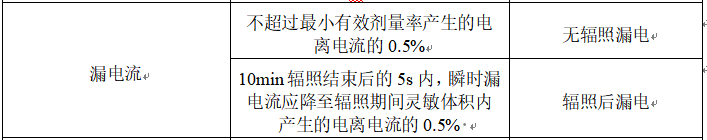 漏电流
不超过最小有效剂量率产生的电
离电流的0.5%
无辐照漏电
10min 辐照结束后的5s 内，瞬时漏
电流应降至辐照期间灵敏体积内
产生的电离电流的0.5%
辐照后漏电